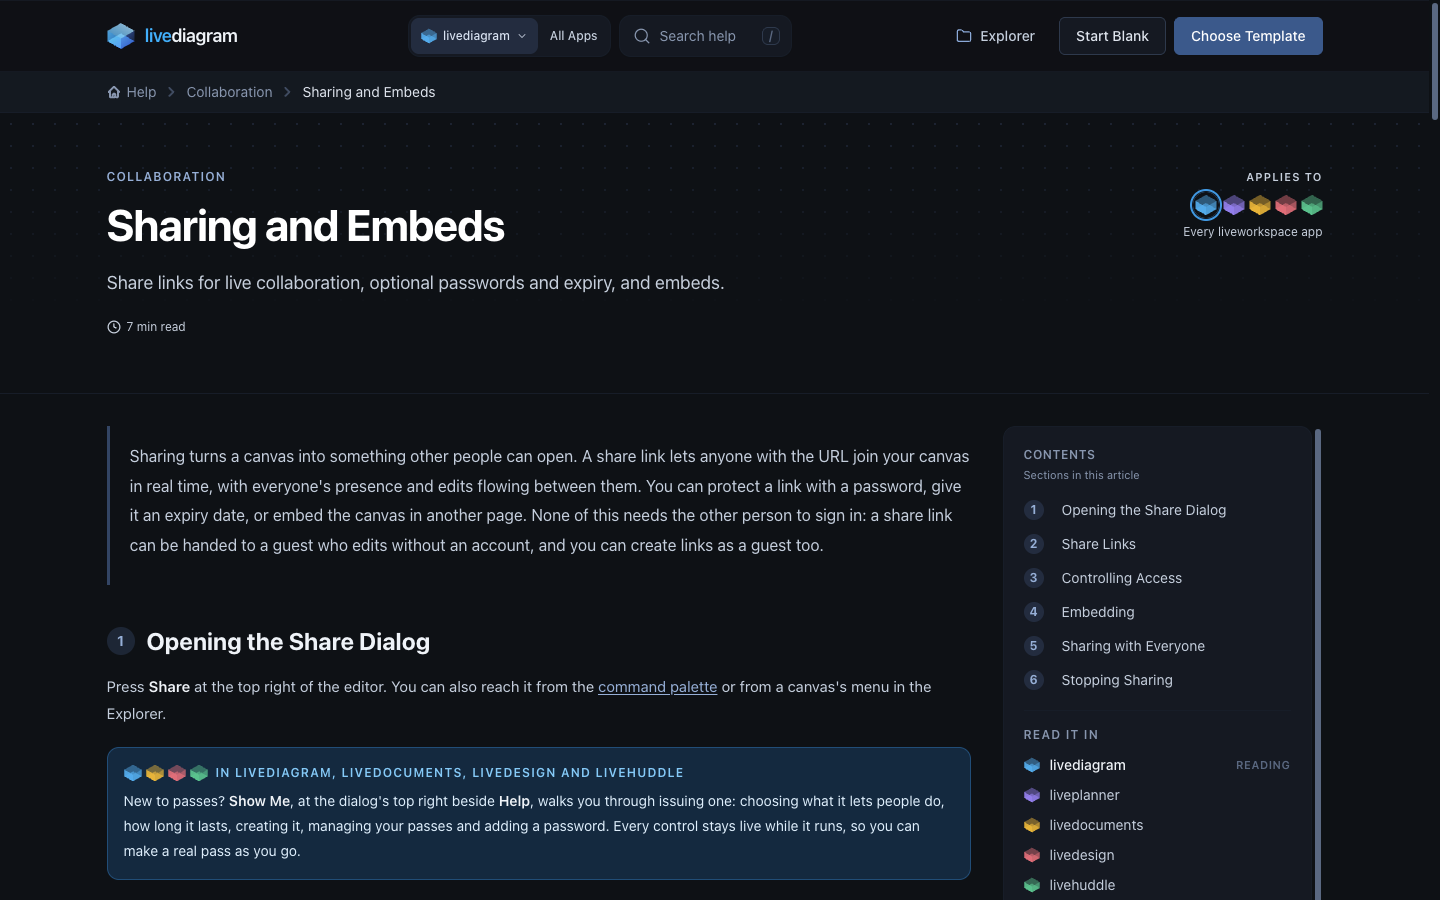 livediagram
livediagram
All Apps
Search help
/
Explorer
Start Blank
Choose Template
Help
Collaboration
Sharing and Embeds
COLLABORATION
Sharing and Embeds
Share links for live collaboration, optional passwords and expiry, and embeds.
7 min read
APPLIES TO
Every liveworkspace app
Sharing turns a canvas into something other people can open. A share link lets anyone with the URL join your canvas
in real time, with everyone's presence and edits flowing between them. You can protect a link with a password, give
it an expiry date, or embed the canvas in another page. None of this needs the other person to sign in: a share link
can be handed to a guest who edits without an account, and you can create links as a guest too.
1 Opening the Share Dialog
Press Share at the top right of the editor. You can also reach it from the command palette or from a canvas's menu in the
Explorer.
IN LIVEDIAGRAM, LIVEDOCUMENTS, LIVEDESIGN AND LIVEHUDDLE
New to passes? Show Me, at the dialog's top right beside Help, walks you through issuing one: choosing what it lets people do,
how long it lasts, creating it, managing your passes and adding a password. Every control stays live while it runs, so you can
make a real pass as you go.
CONTENTS
Sections in this article
1 Opening the Share Dialog
2 Share Links
3 Controlling Access
4 Embedding
5 Sharing with Everyone
6 Stopping Sharing
READ IT IN
livediagram READING
liveplanner
livedocuments
livedesign
livehuddle